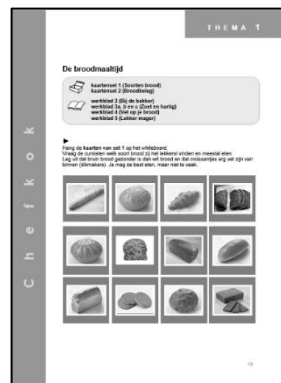 THEMA 1
De broodmaaltijd
kaartenset 1 (Soorten brood)
kaartenset 2 (Broodbeleg)
werkblad 2 (Bij de bakker)
werkblad 3a, b en c (Zoet en hartig)
werkblad 4 (Vet op je brood)
werkblad 5 (Lekker mager)
Hang de kaarten van set 1 op het whiteboard.
Vraag de cursisten welk soort brood zij het lekkerst vinden en meestal eten.
Leg uit dat bruin brood gezonder is dan wit brood en dat croissantjes erg vet zijn van
binnen (dikmakers). Je mag ze best eten, maar niet te vaak.
Chefkok